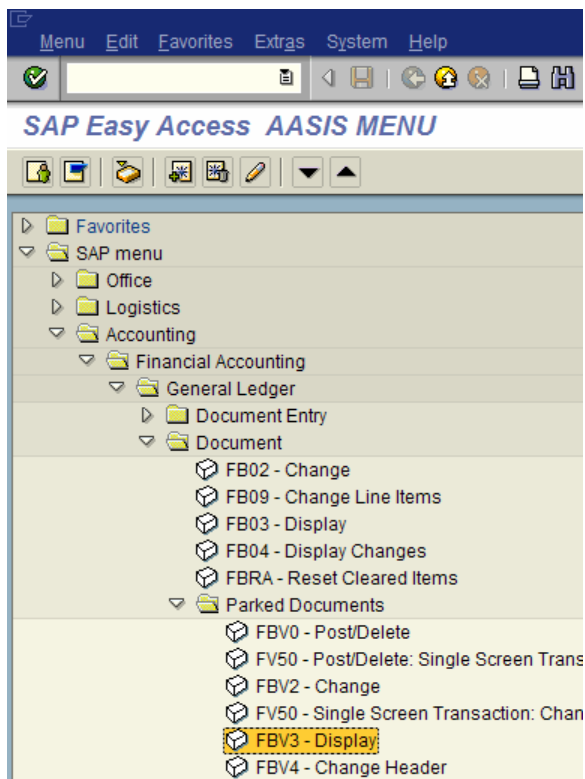 Menu Edit Favorites Extras System Help
SAP Easy Access AASIS MENU
Favorites
SAP menu
Office
Logistics
Accounting
Financial Accounting
General Ledger
Document Entry
Document
FB02 - Change
FB09 - Change Line Items
FB03 - Display
FB04 - Display Changes
FBRA - Reset Cleared Items
Parked Documents
FBV0 - Post/Delete
FV50 - Post/Delete: Single Screen Trans
FBV2 - Change
FV50 - Single Screen Transaction: Chan
FBV3 - Display
FBV4 - Change Header